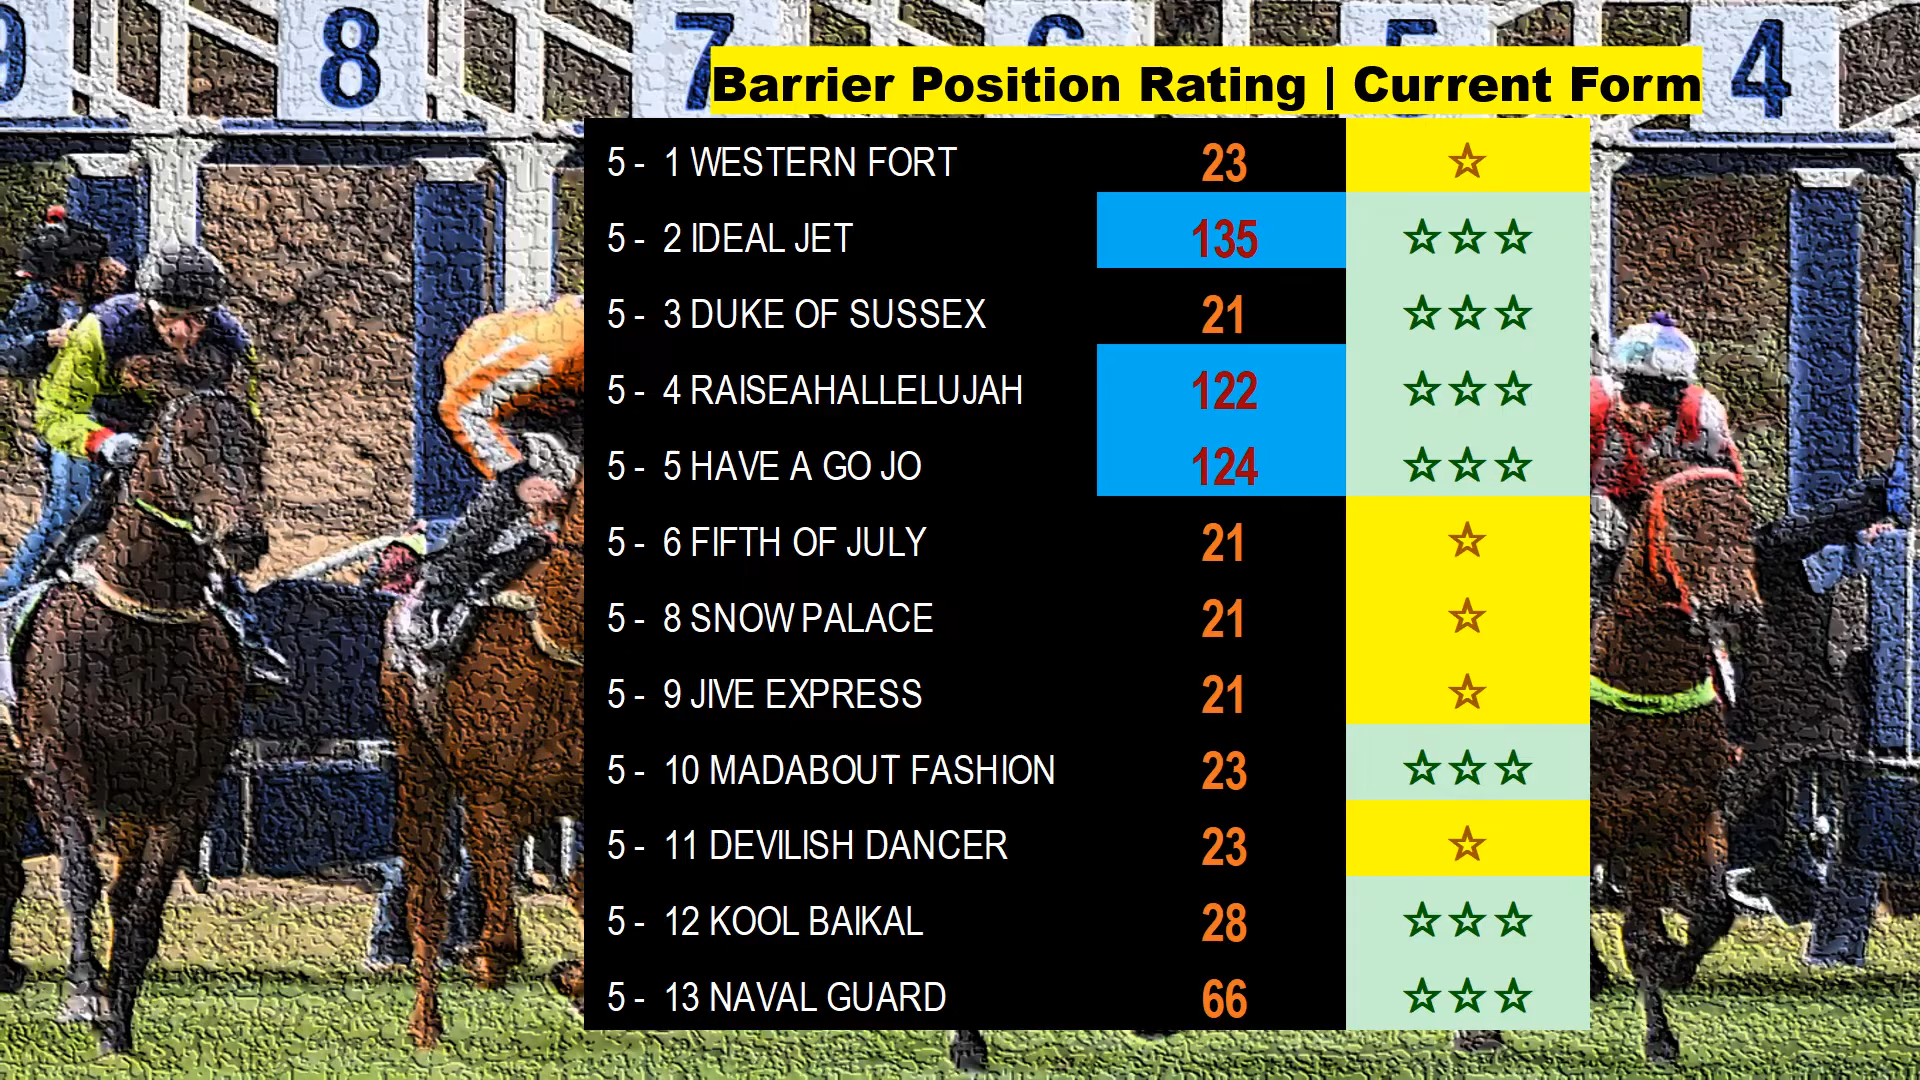 9 8 7 6 5 4
Barrier Position Rating | Current Form
5 - 1 WESTERN FORT 23 ☆
5 - 2 IDEAL JET 135 ☆☆☆
5 - 3 DUKE OF SUSSEX 21 ☆☆☆
5 - 4 RAISEAHALLELUJAH 122 ☆☆☆
5 - 5 HAVE A GO JO 124 ☆☆☆
5 - 6 FIFTH OF JULY 21 ☆
5 - 8 SNOW PALACE 21 ☆
5 - 9 JIVE EXPRESS 21 ☆
5 - 10 MADABOUT FASHION 23 ☆☆☆
5 - 11 DEVILISH DANCER 23 ☆
5 - 12 KOOL BAIKAL 28 ☆☆☆
5 - 13 NAVAL GUARD 66 ☆☆☆